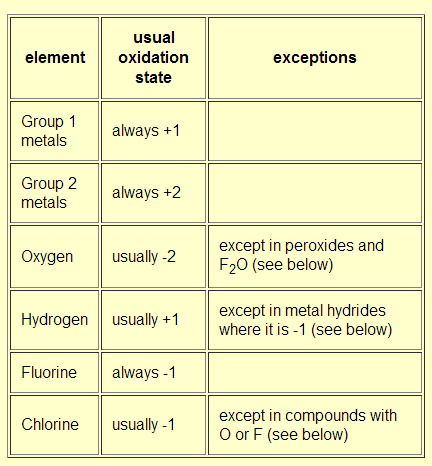 element
usual
oxidation
state
exceptions
Group 1
metals
always +1
Group 2
metals
always +2
Oxygen
usually -2
except in peroxides and
F₂O (see below)
Hydrogen
usually +1
except in metal hydrides
where it is -1 (see below)
Fluorine
always -1
Chlorine
usually -1
except in compounds with
O or F (see below)